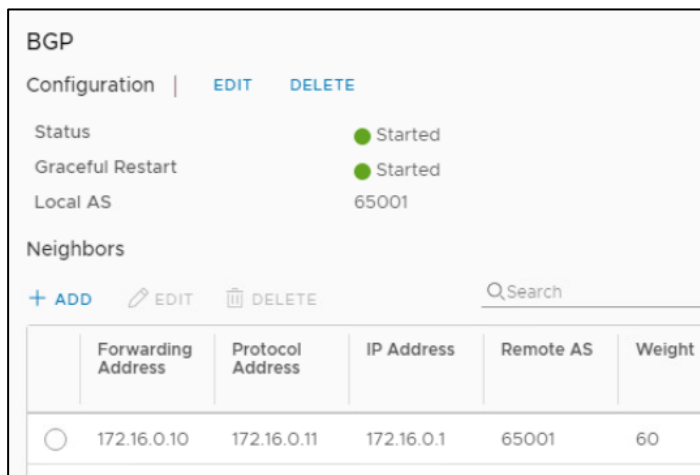 BGP
Configuration | EDIT DELETE
Status Started
Graceful Restart Started
Local AS 65001
Neighbors
+ ADD EDIT DELETE Search
Forwarding Address Protocol Address IP Address Remote AS Weight
172.16.0.10 172.16.0.11 172.16.0.1 65001 60